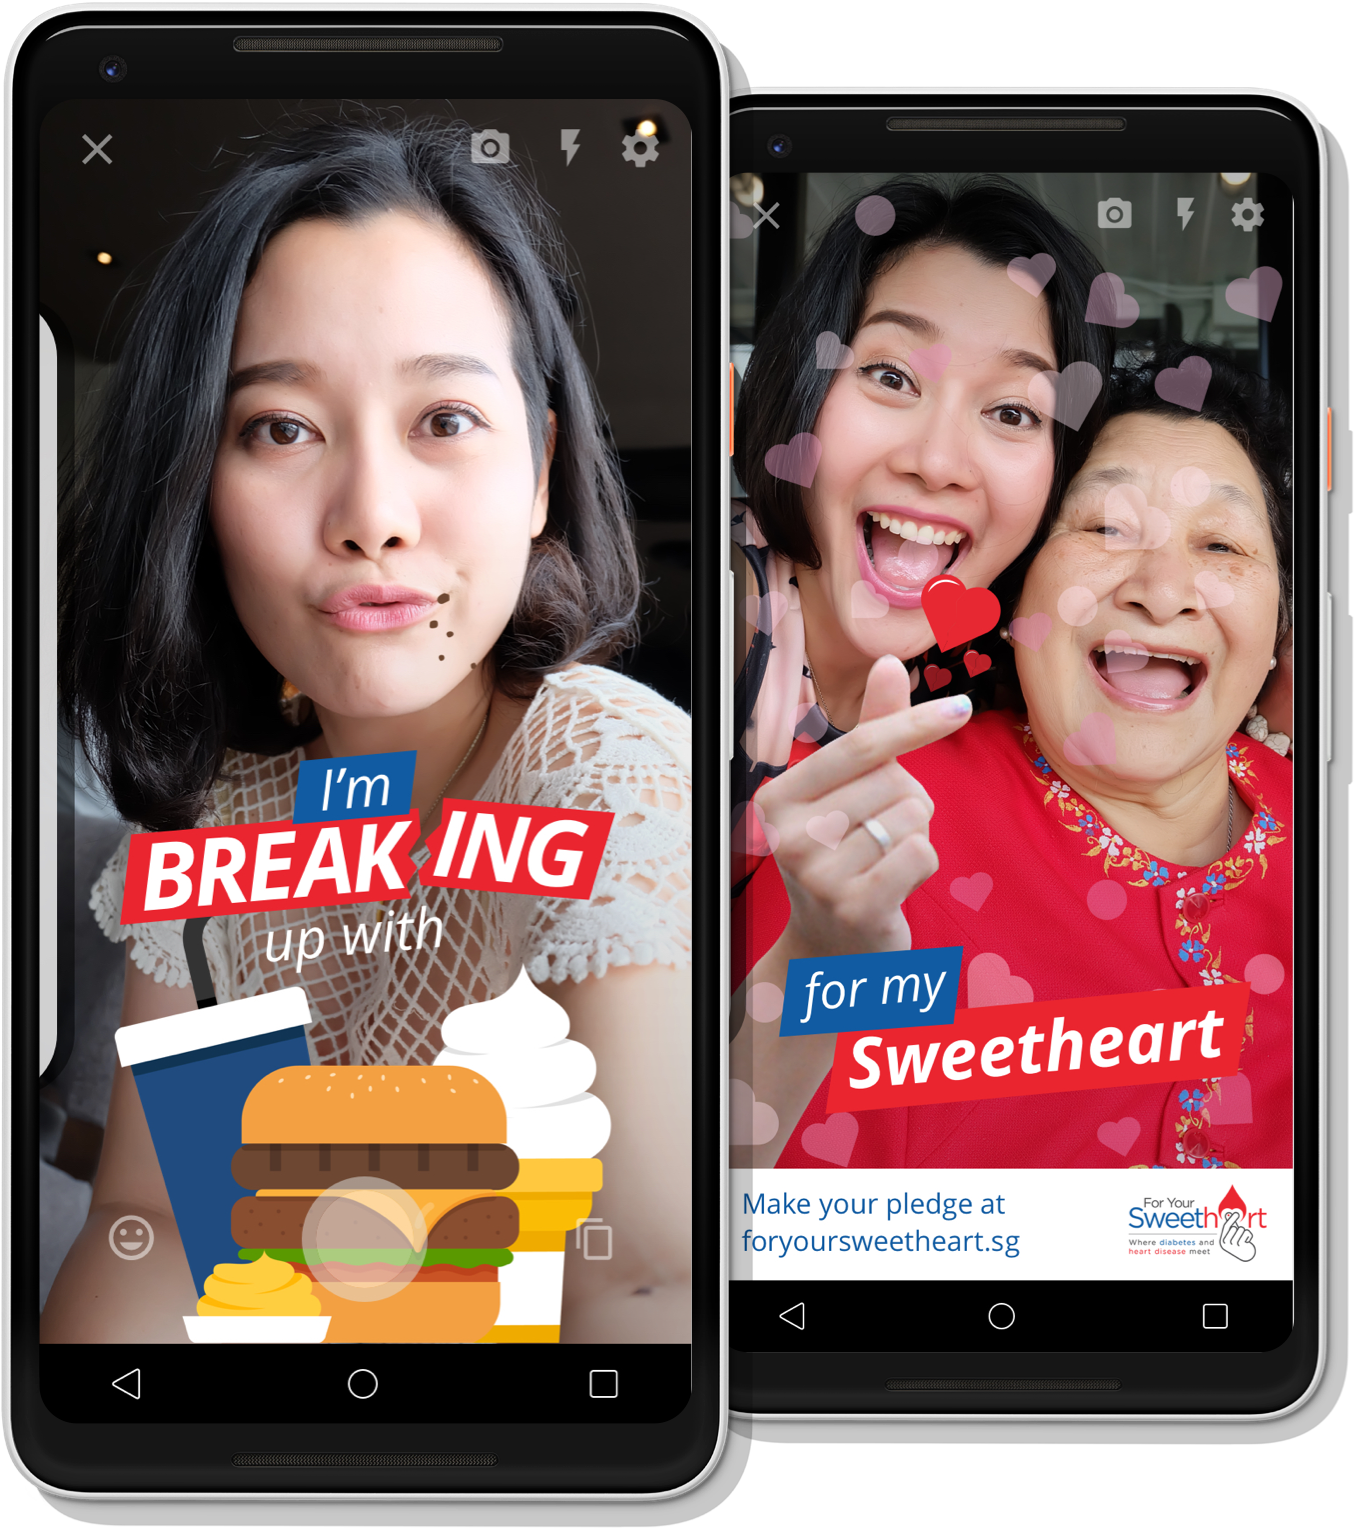 I'm
BREAKING
up with
for my
Sweetheart
Make your pledge at
foryoursweetheart.sg
For Your
Sweetheart
Where diabetes and
heart disease meet